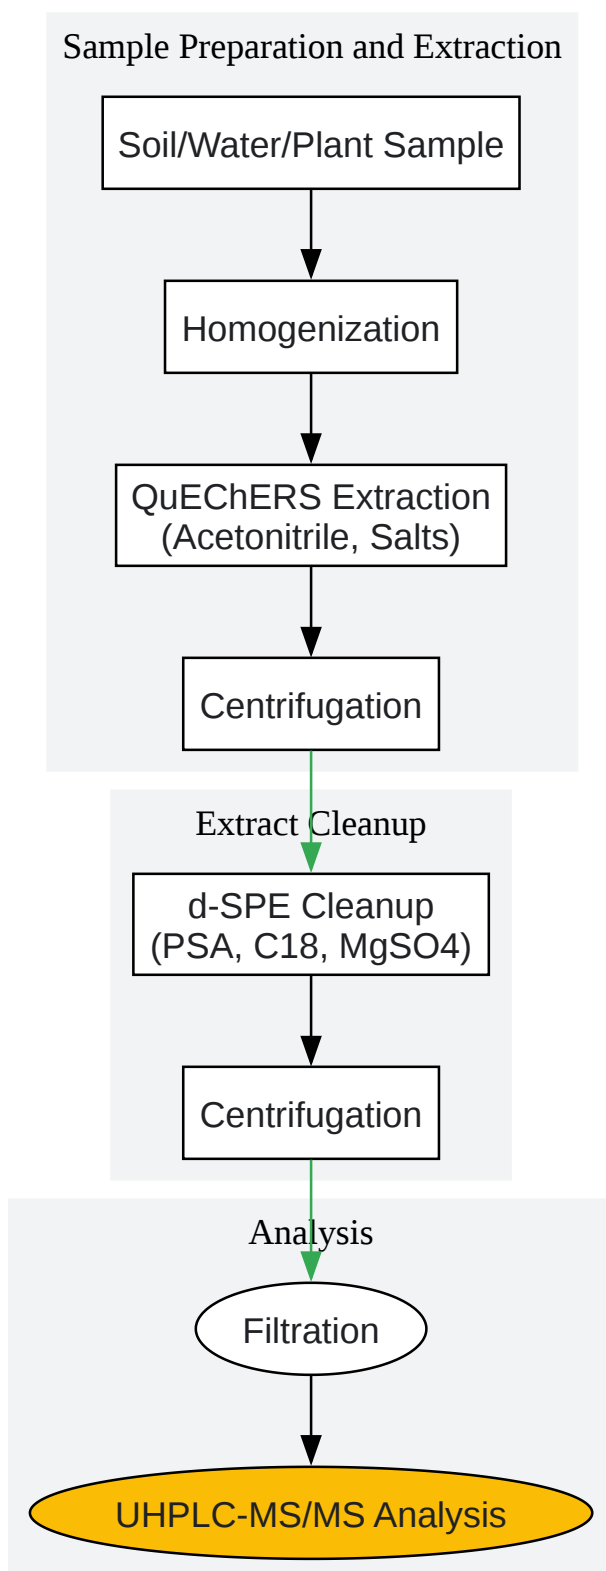 Sample Preparation and Extraction
Soil/Water/Plant Sample
Homogenization
QuEChERS Extraction
(Acetonitrile, Salts)
Centrifugation
Extract Cleanup
d-SPE Cleanup
(PSA, C18, MgSO4)
Centrifugation
Analysis
Filtration
UHPLC-MS/MS Analysis